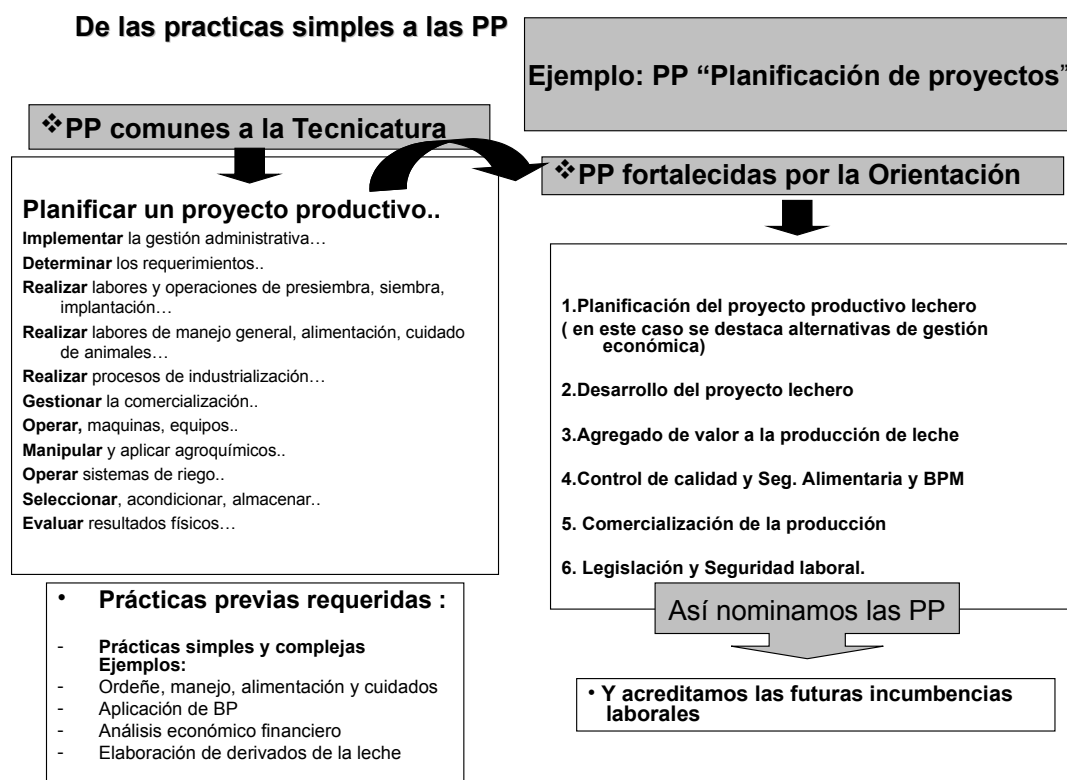 De las practicas simples a las PP
Ejemplo: PP “Planificación de proyectos”
❖PP comunes a la Tecnicatura
Planificar un proyecto productivo..
Implementar la gestión administrativa…
Determinar los requerimientos..
Realizar labores y operaciones de presiembra, siembra,
implantación…
Realizar labores de manejo general, alimentación, cuidado
de animales…
Realizar procesos de industrialización…
Gestionar la comercialización..
Operar, maquinas, equipos..
Manipular y aplicar agroquímicos..
Operar sistemas de riego..
Seleccionar, acondicionar, almacenar..
Evaluar resultados físicos…
• Prácticas previas requeridas :
- Prácticas simples y complejas
Ejemplos:
- Ordeñe, manejo, alimentación y cuidados
- Aplicación de BP
- Análisis económico financiero
- Elaboración de derivados de la leche
❖PP fortalecidas por la Orientación
1.Planificación del proyecto productivo lechero
( en este caso se destaca alternativas de gestión
económica)
2.Desarrollo del proyecto lechero
3.Agregado de valor a la producción de leche
4.Control de calidad y Seg. Alimentaria y BPM
5. Comercialización de la producción
6. Legislación y Seguridad laboral.
Así nominamos las PP
• Y acreditamos las futuras incumbencias
laborales